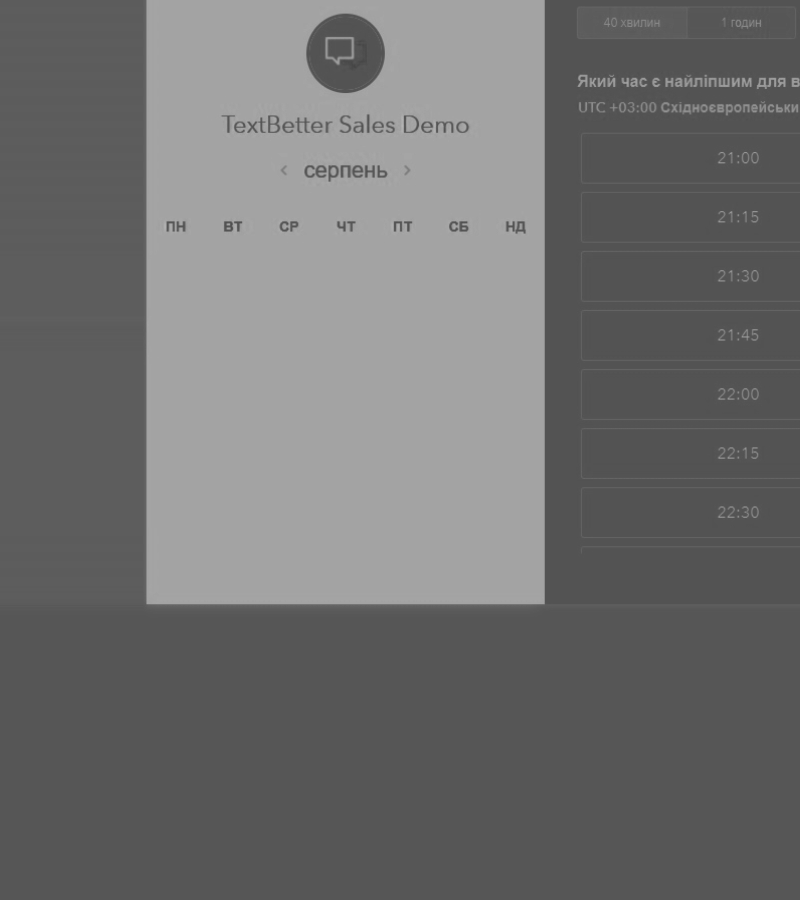 TextBetter Sales Demo
серпень
ПН ВТ СР ЧТ ПТ СБ НД
40 хвилин 1 годин
Який час є найліпшим для в
UTC +03:00 Східноєвропейськи
21:00
21:15
21:30
21:45
22:00
22:15
22:30